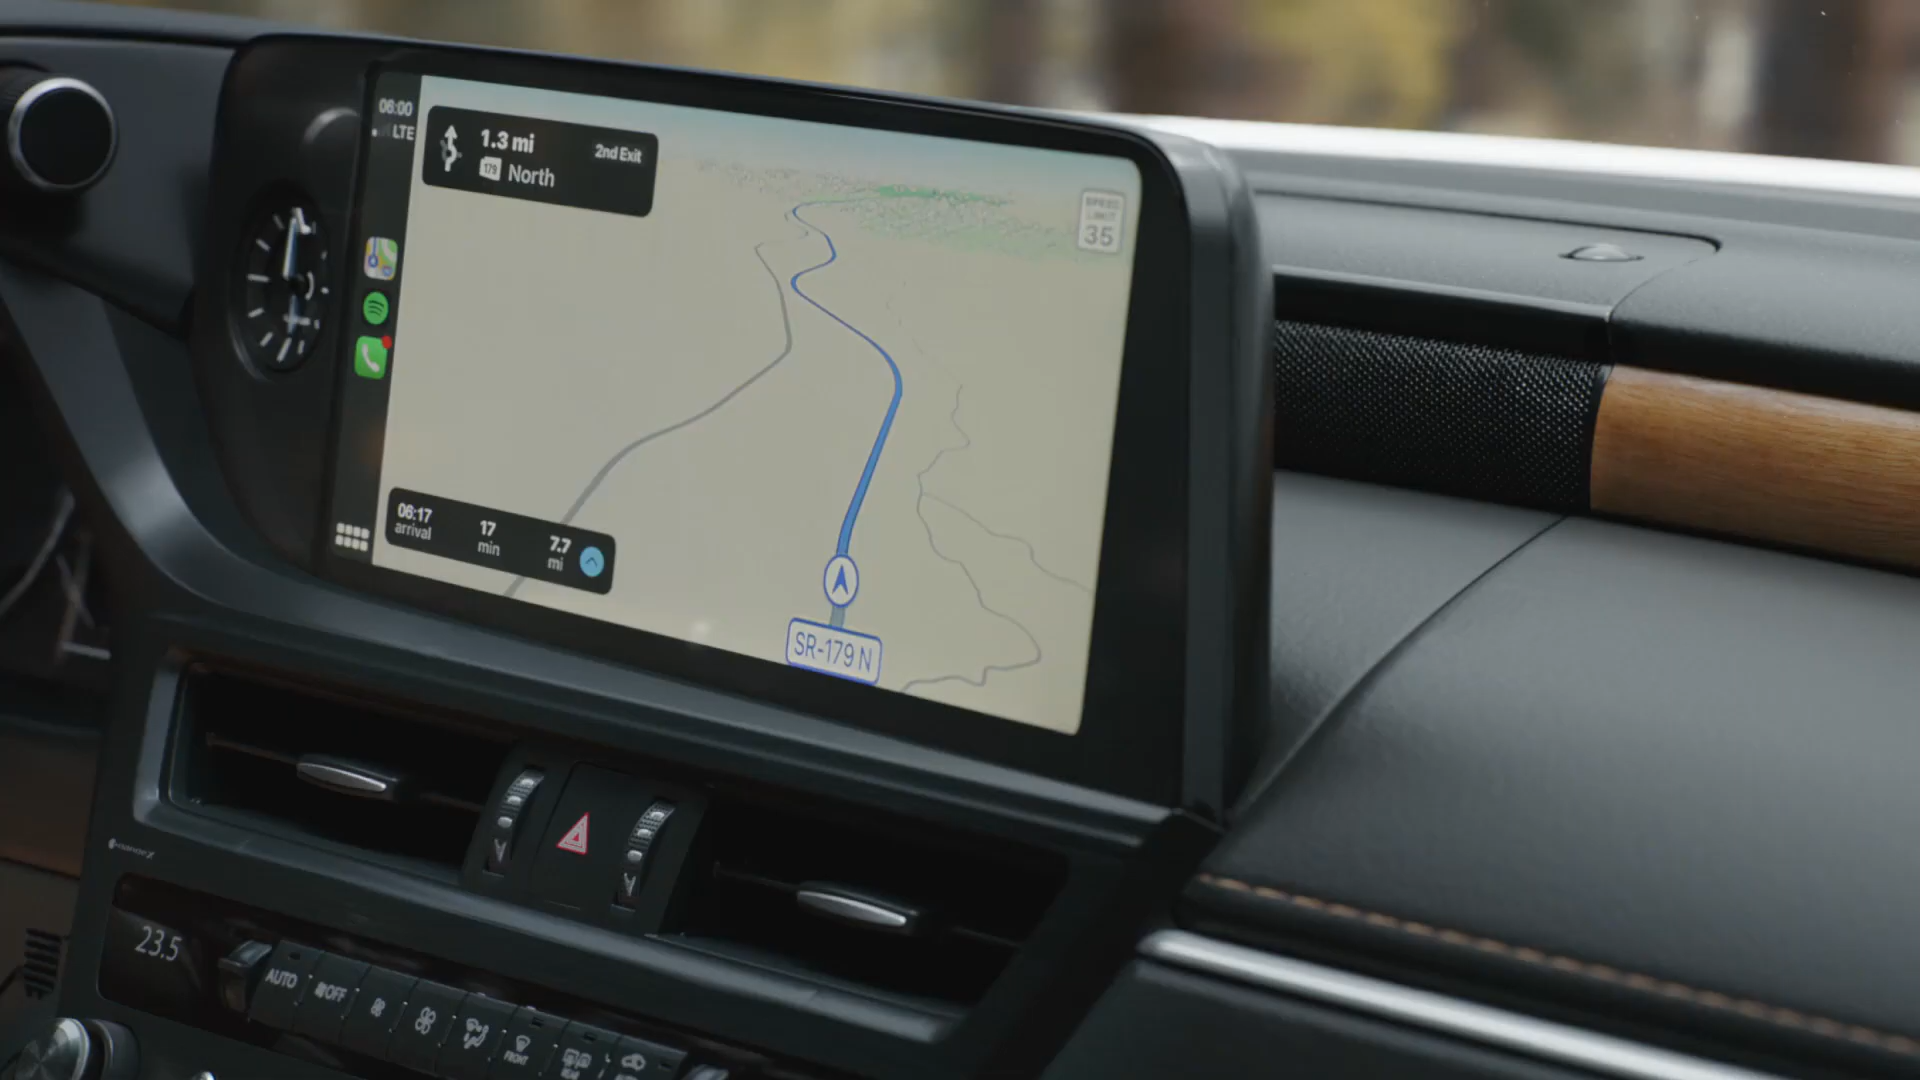 06:00
LTE
1.3 mi
2nd Exit
179 North
SPEED
LIMIT
35
06:17
arrival
17
min
7.7
mi
SR-179 N
23.5
AUTO
OFF
FRONT
REAR